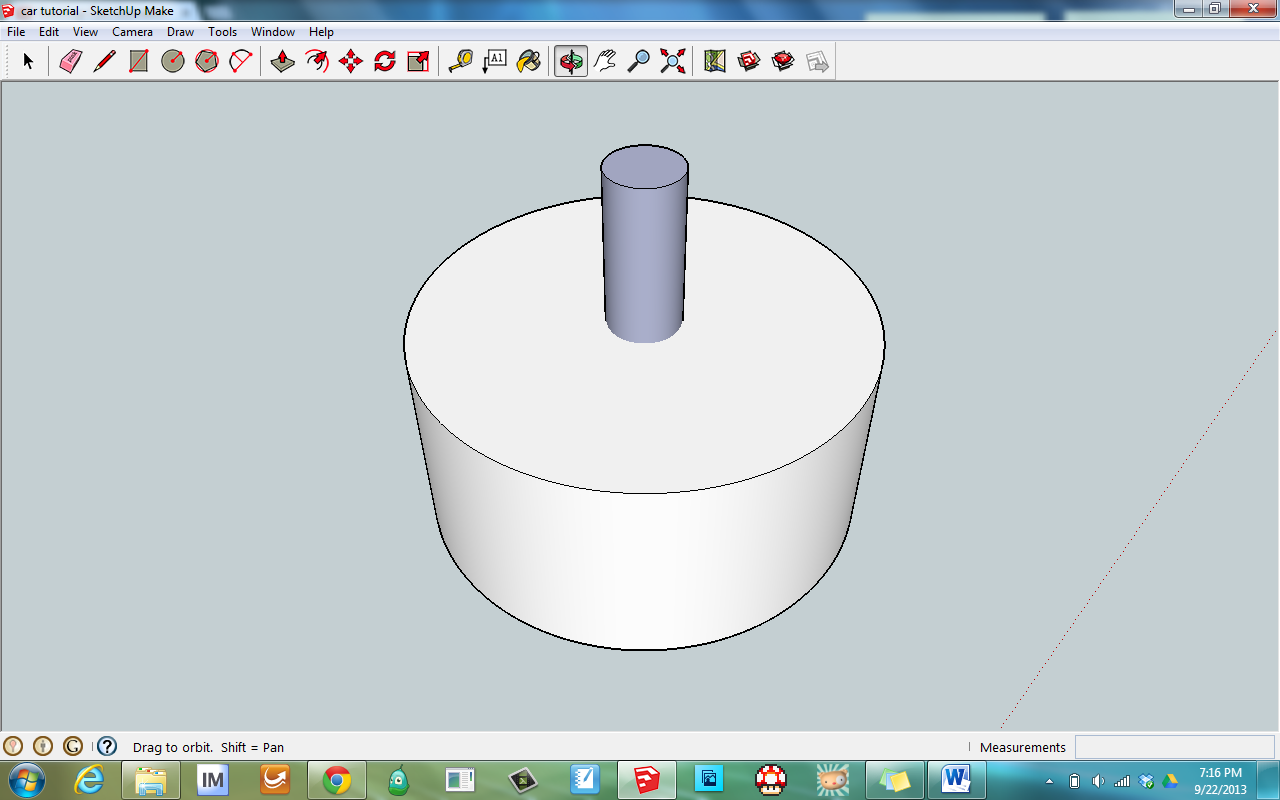 car tutorial - SketchUp Make
File Edit View Camera Draw Tools Window Help
A1
Drag to orbit. Shift = Pan
Measurements
IM
W
7:16 PM
9/22/2013